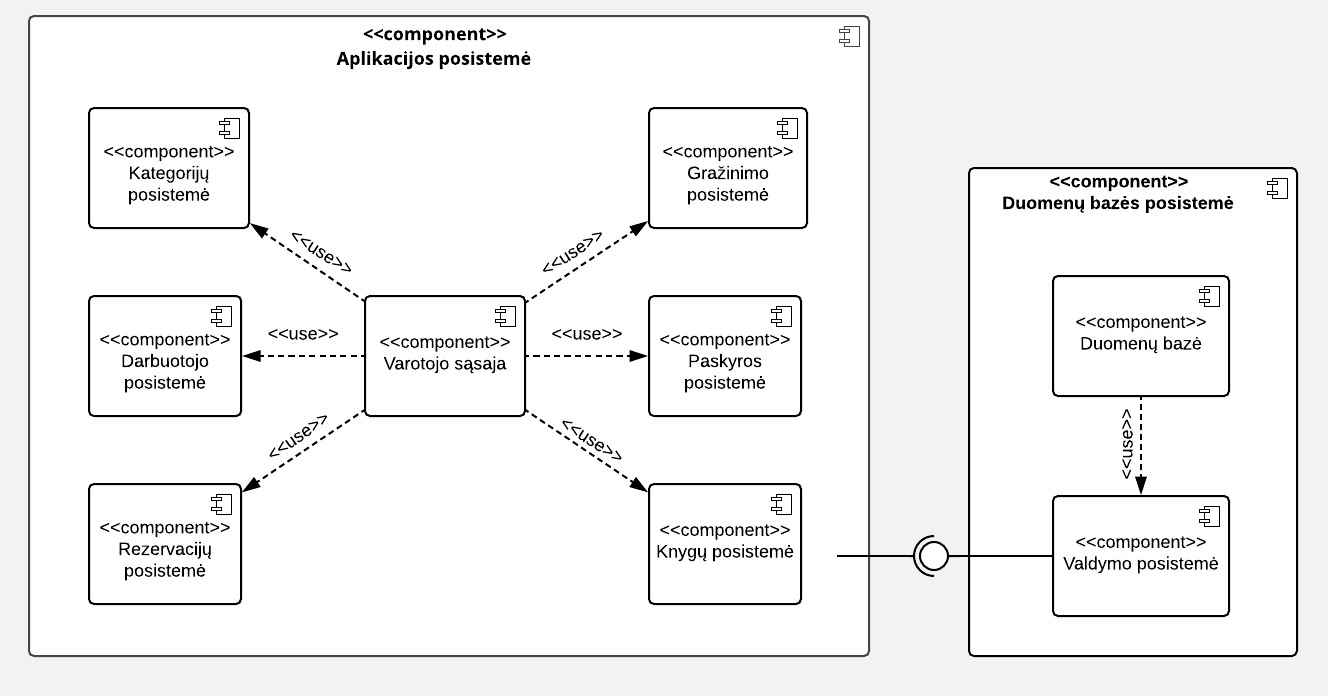 <<component>>
Aplikacijos posistemė
<<component>>
Kategorijų
posistemė
<<component>>
Gražinimo
posistemė
<<use>>
<<use>>
<<component>>
Darbuotojo
posistemė
<<use>>
<<component>>
Varotojo sąsaja
<<use>>
<<component>>
Paskyros
posistemė
<<use>>
<<use>>
<<component>>
Rezervacijų
posistemė
<<component>>
Knygų posistemė
<<component>>
Duomenų bazės posistemė
<<component>>
Duomenų bazė
<<use>>
<<component>>
Valdymo posistemė